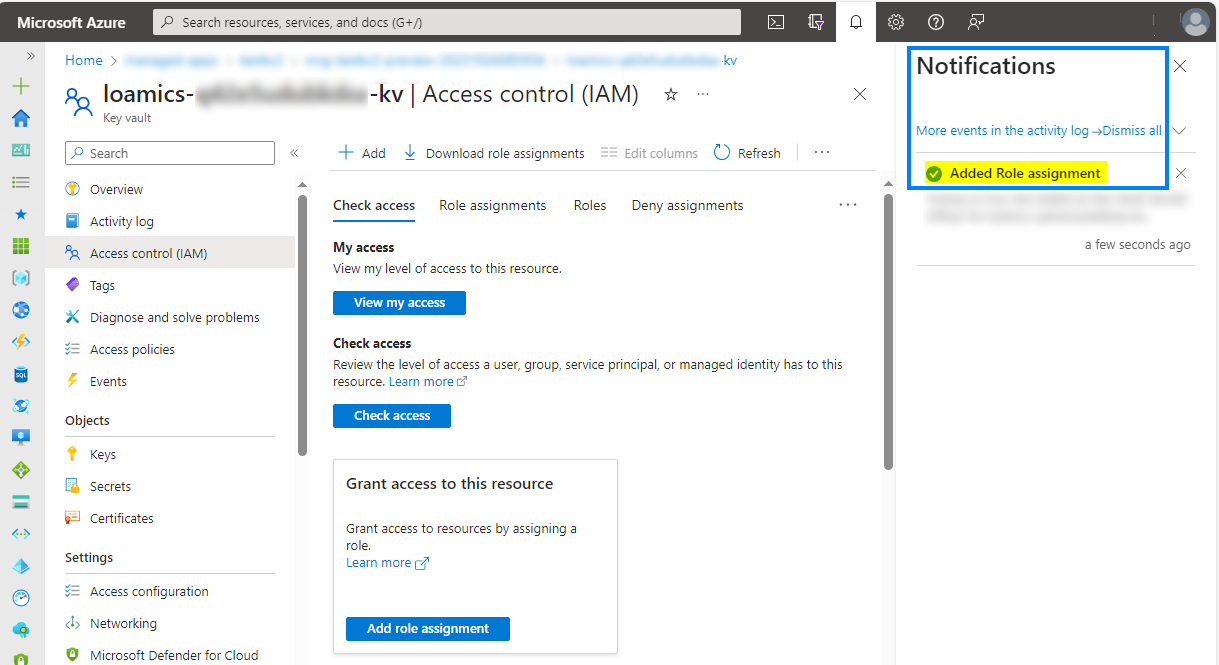 Microsoft Azure
Search resources, services, and docs (G+/)
Home
-kv
loamics-
-kv | Access control (IAM)
Key vault
Search
Overview
Activity log
Access control (IAM)
Tags
Diagnose and solve problems
Access policies
Events
Objects
Keys
Secrets
Certificates
Settings
Access configuration
Networking
Microsoft Defender for Cloud
Add
Download role assignments
Edit columns
Refresh
Check access
Role assignments
Roles
Deny assignments
My access
View my level of access to this resource.
View my access
Check access
Review the level of access a user, group, service principal, or managed identity has to this
resource. Learn more
Check access
Grant access to this resource
Grant access to resources by assigning a
role.
Learn more
Add role assignment
Notifications
More events in the activity log →Dismiss all
Added Role assignment
a few seconds ago
SQL